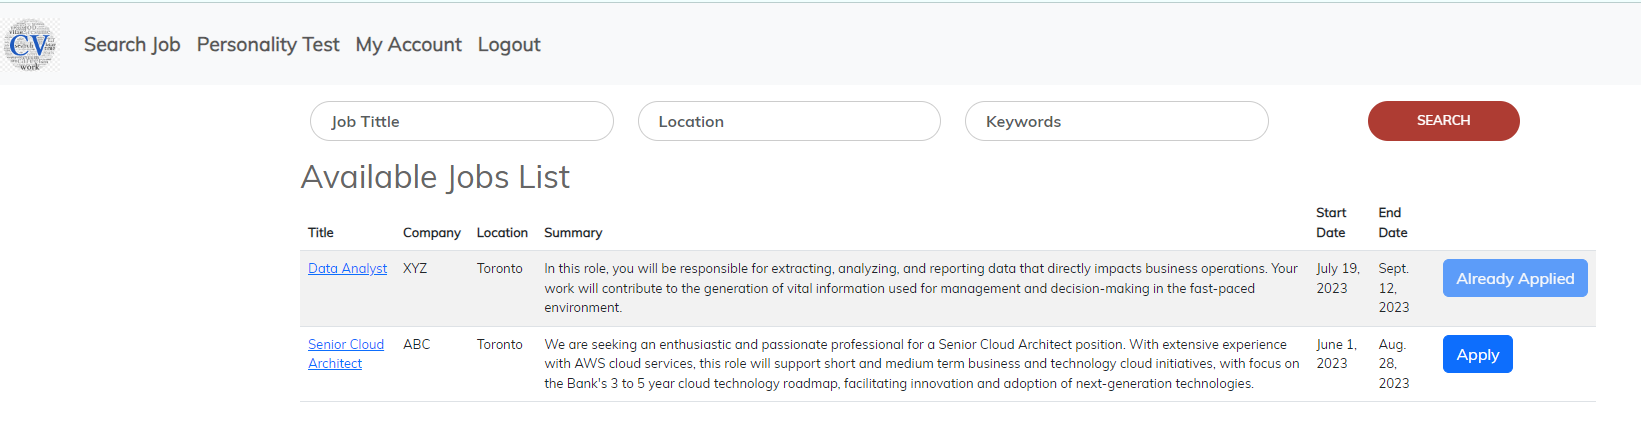 CV
work
Search Job Personality Test My Account Logout
Job Tittle Location Keywords SEARCH
Available Jobs List
Start End
Title Company Location Summary Date Date
Data Analyst XYZ Toronto In this role, you will be responsible for extracting, analyzing, and reporting data that directly impacts business operations. Your July 19, Sept. Already Applied
work will contribute to the generation of vital information used for management and decision-making in the fast-paced 2023 12,
environment. 2023
Senior Cloud ABC Toronto We are seeking an enthusiastic and passionate professional for a Senior Cloud Architect position. With extensive experience June 1, Aug. Apply
Architect with AWS cloud services, this role will support short and medium term business and technology cloud initiatives, with focus on 2023 28,
the Bank's 3 to 5 year cloud technology roadmap, facilitating innovation and adoption of next-generation technologies. 2023